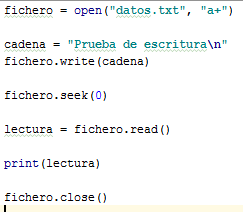 fichero = open("datos.txt", "a+")
cadena = "Prueba de escritura\n"
fichero.write(cadena)
fichero.seek(0)
lectura = fichero.read()
print(lectura)
fichero.close()